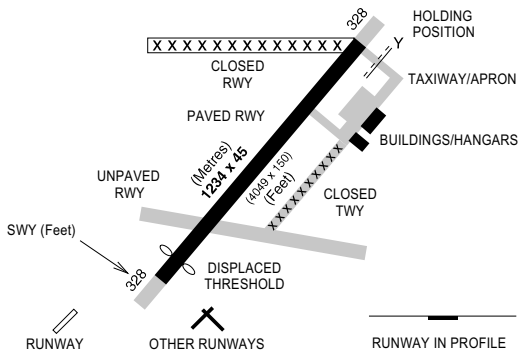 328
HOLDING
POSITION
Y
X X X X X X X X X X X X X X
CLOSED
RWY
TAXIWAY/APRON
PAVED RWY
BUILDINGS/HANGARS
(Metres)
1234 x 45
(4049 x 150)
(Feet)
UNPAVED
RWY
XXXXXXXXXX
CLOSED
TWY
SWY (Feet)
328
DISPLACED
THRESHOLD
RUNWAY
OTHER RUNWAYS
RUNWAY IN PROFILE